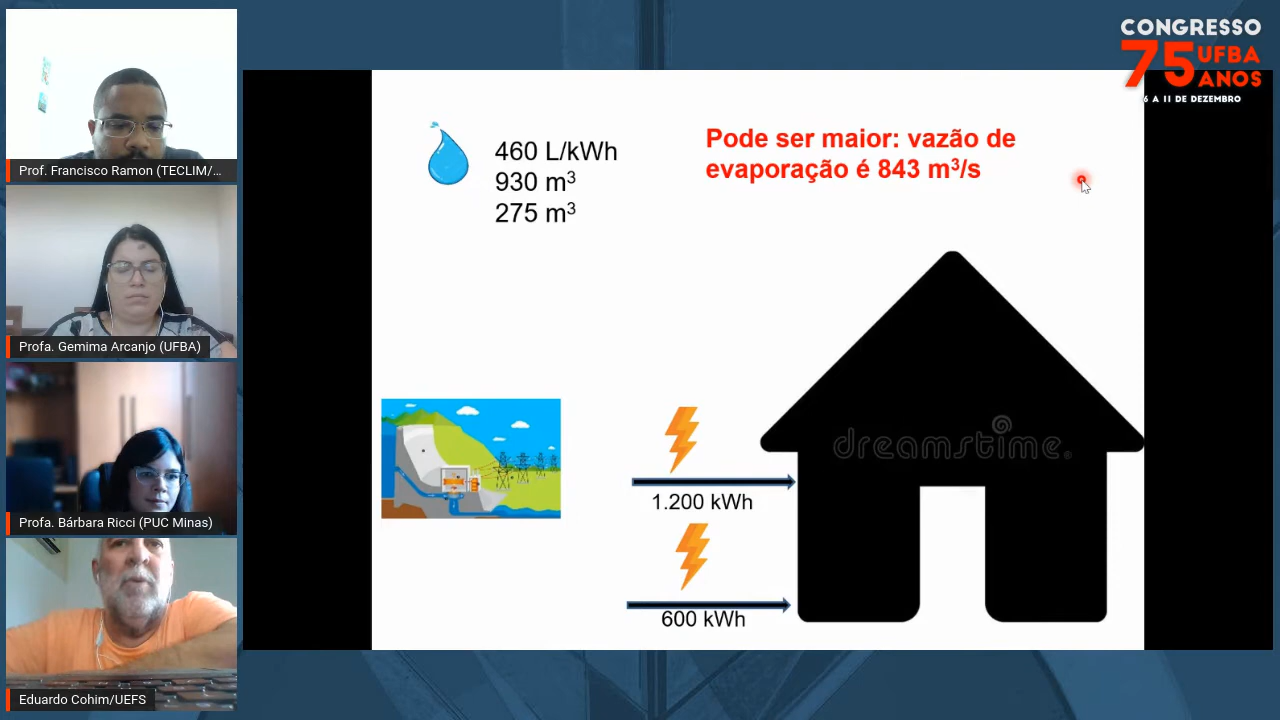 CONGRESSO
75 UFBA
ANOS
6 A 11 DE DEZEMBRO
Prof. Francisco Ramon (TECLIM/...
Profa. Gemima Arcanjo (UFBA)
Profa. Bárbara Ricci (PUC Minas)
Eduardo Cohim/UEFS
460 L/kWh
930 m³
275 m³
Pode ser maior: vazão de
evaporação é 843 m³/s
dreamstime.
1.200 kWh
600 kWh